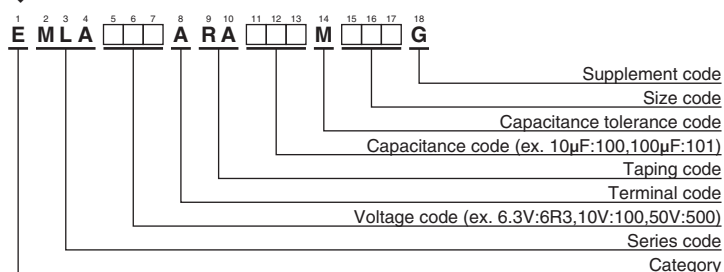 1 2 3 4 5 6 7 8 9 10 11 12 13 14 15 16 17 18
E MLA A RA M G
Supplement code
Size code
Capacitance tolerance code
Capacitance code (ex. 10μF:100,100μF:101)
Taping code
Terminal code
Voltage code (ex. 6.3V:6R3,10V:100,50V:500)
Series code
Category